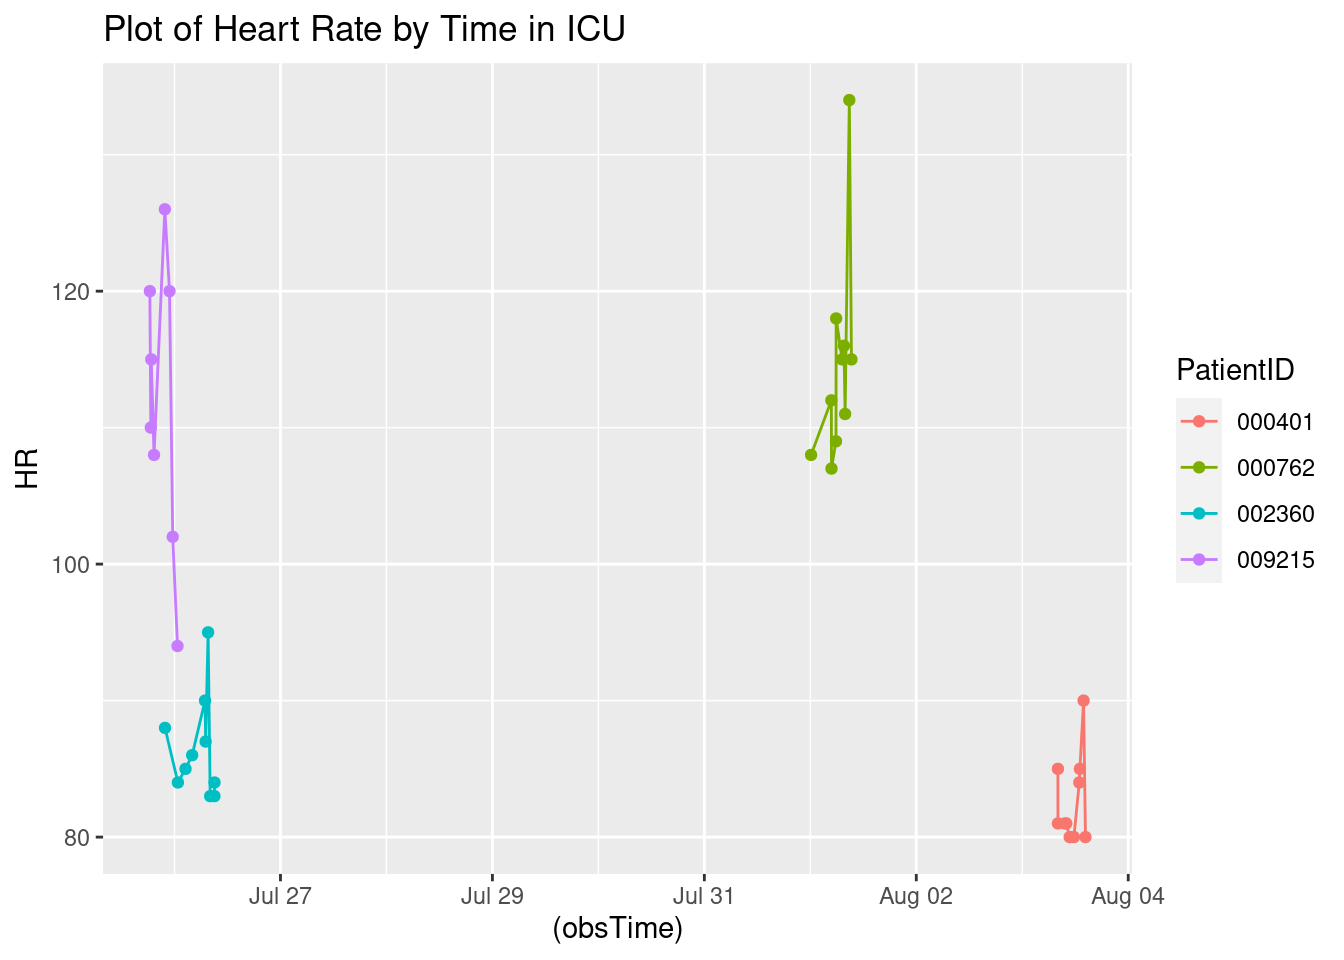 Plot of Heart Rate by Time in ICU
HR
120
100
80
Jul 27
Jul 29
Jul 31
Aug 02
Aug 04
(obsTime)
PatientID
000401
000762
002360
009215